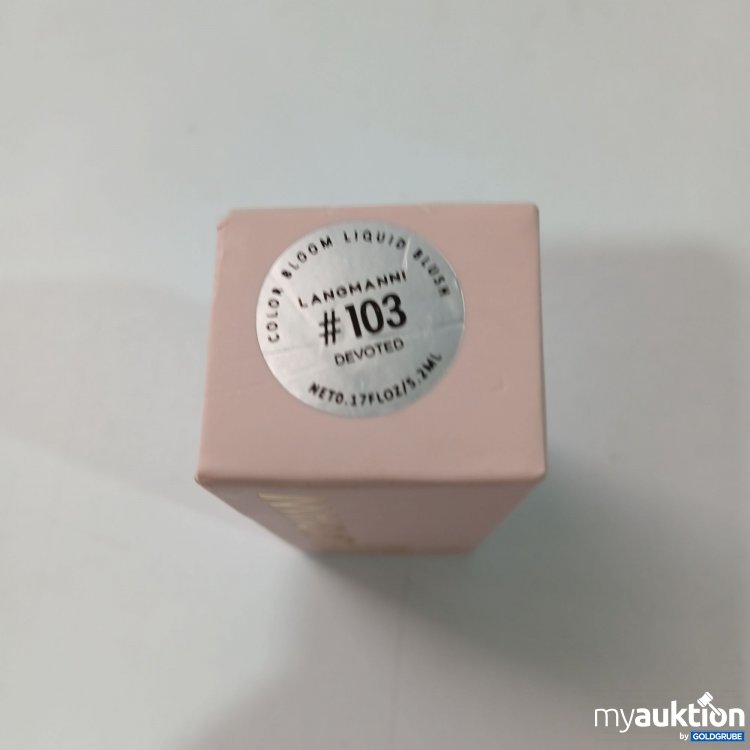 COLOR BLOOM LIQUID BLUSH
LANGMANNI
#103
DEVOTED
NET0.17FLOZ/5.2ML
myauktion
by GOLDGRUBE